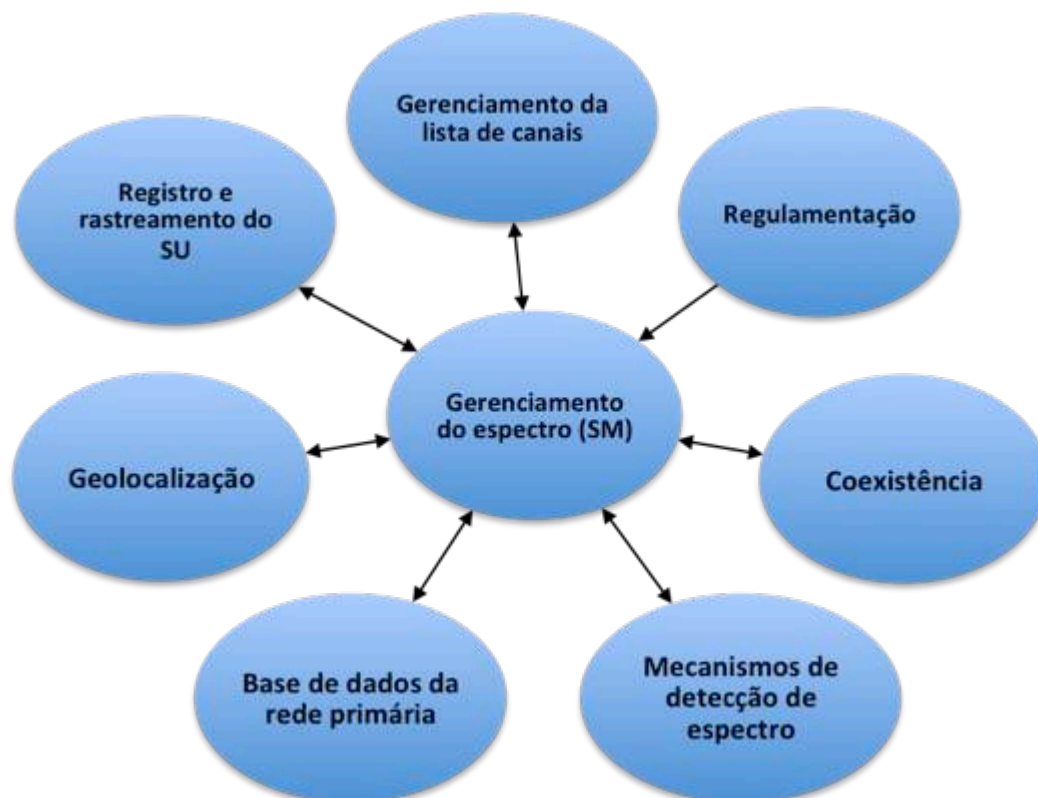 Gerenciamento da
lista de canais
Registro e
rastreamento do
SU
Regulamentação
Gerenciamento
do espectro (SM)
Geolocalização
Coexistência
Base de dados da
rede primária
Mecanismos de
detecção de
espectro